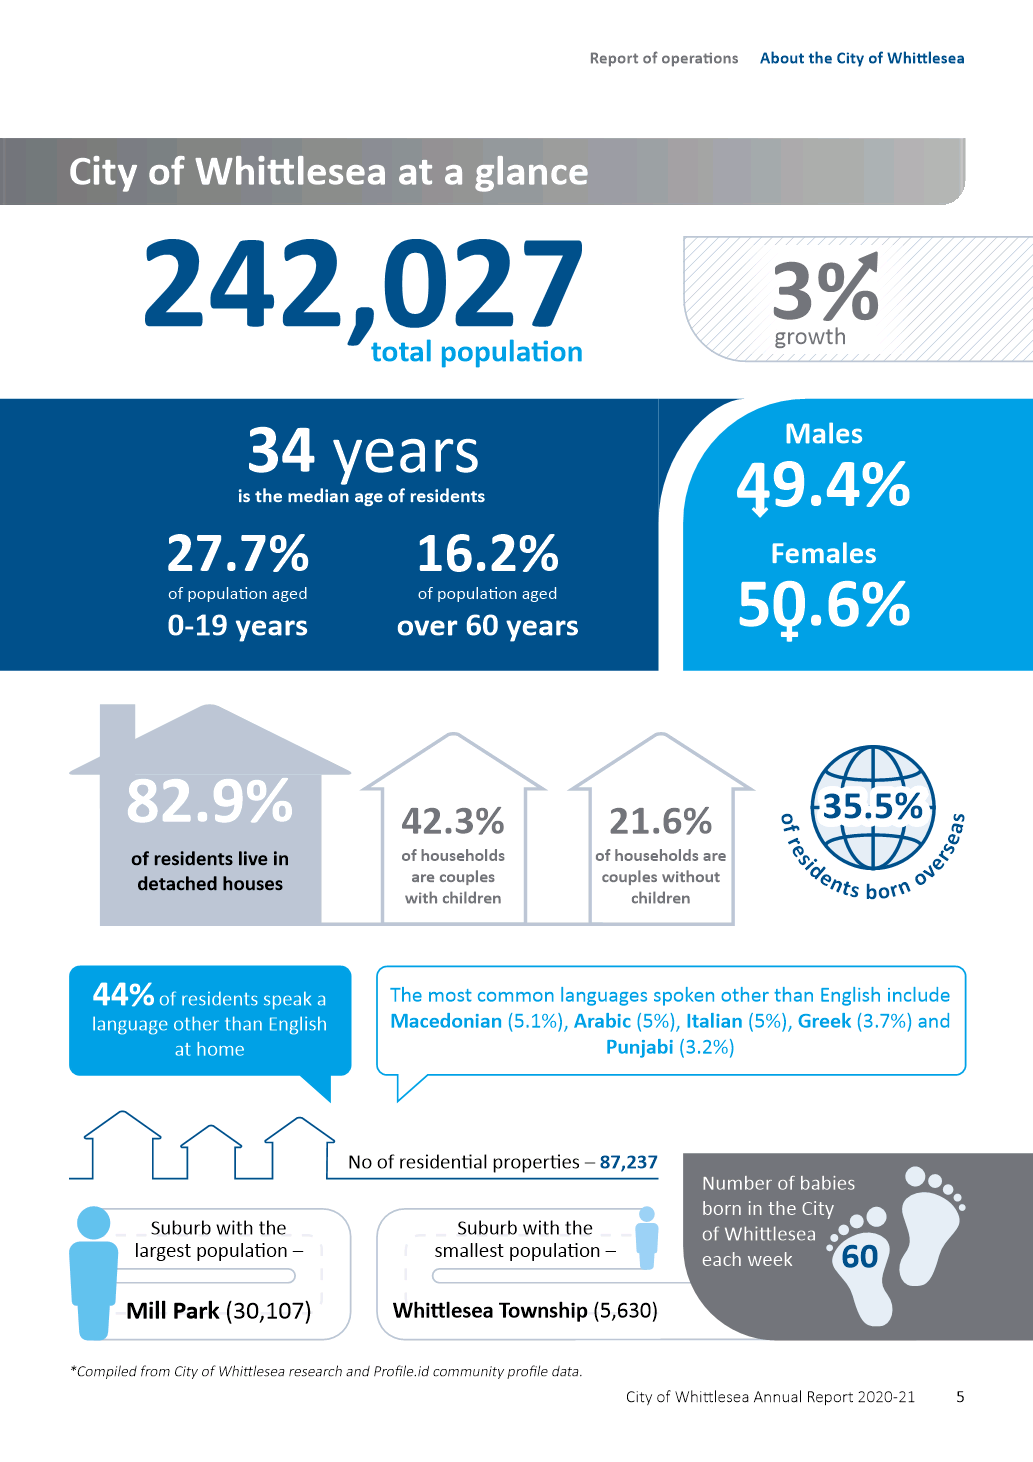 Report of operations About the City of Whittlesea
City of Whittlesea at a glance
242,027
total population
3%
growth
34 years
is the median age of residents
27.7%
of population aged
0-19 years
16.2%
of population aged
over 60 years
Males
49.4%
Females
50.6%
82.9%
of residents live in
detached houses
42.3%
of households
are couples
with children
21.6%
of households are
couples without
children
35.5%
of residents born overseas
44% of residents speak a
language other than English
at home
The most common languages spoken other than English include
Macedonian (5.1%), Arabic (5%), Italian (5%), Greek (3.7%) and
Punjabi (3.2%)
No of residential properties – 87,237
Suburb with the
largest population –
Mill Park (30,107)
Suburb with the
smallest population –
Whittlesea Township (5,630)
Number of babies
born in the City
of Whittlesea
each week
60
*Compiled from City of Whittlesea research and Profile.id community profile data.
City of Whittlesea Annual Report 2020-21 5